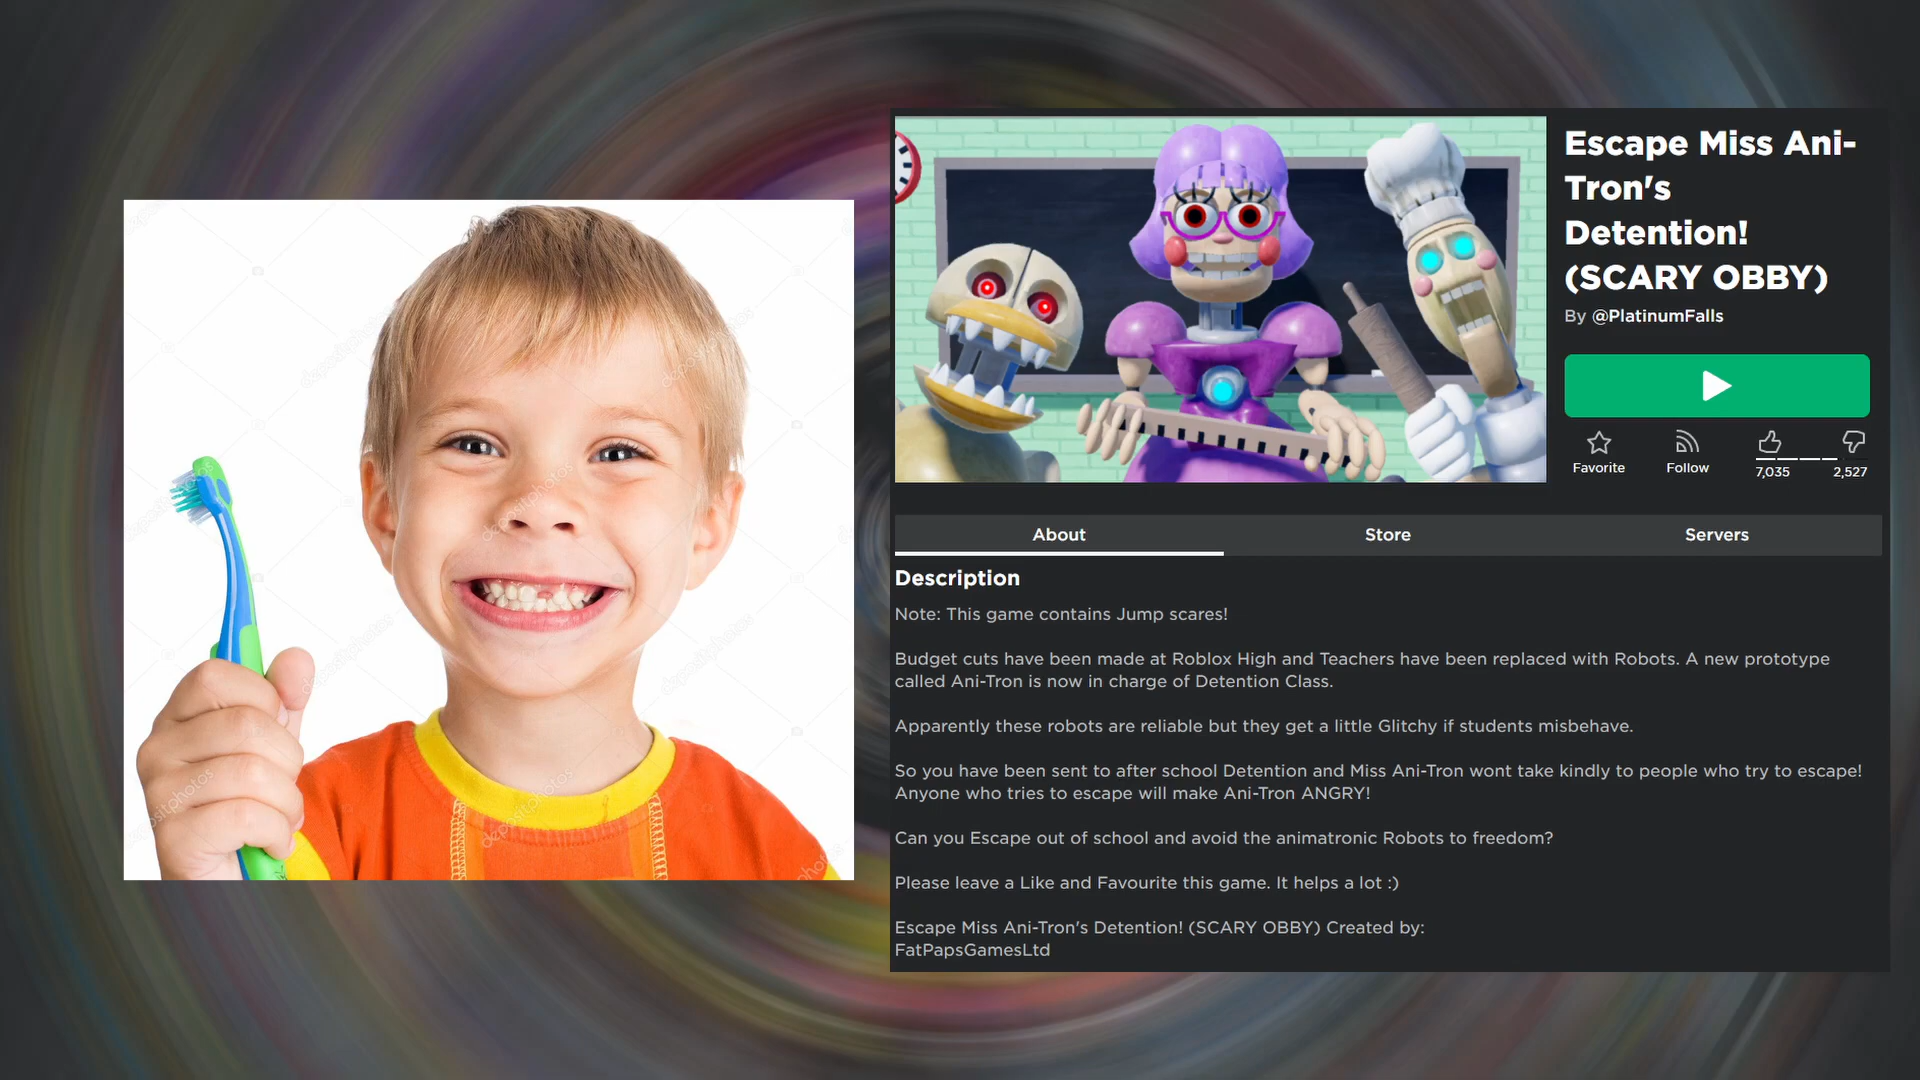 depositphotos
Escape Miss Ani-
Tron's
Detention!
(SCARY OBBY)
By @PlatinumFalls
Favorite
Follow
7,035
2,527
About
Store
Servers
Description
Note: This game contains Jump scares!
Budget cuts have been made at Roblox High and Teachers have been replaced with Robots. A new prototype
called Ani-Tron is now in charge of Detention Class.
Apparently these robots are reliable but they get a little Glitchy if students misbehave.
So you have been sent to after school Detention and Miss Ani-Tron wont take kindly to people who try to escape!
Anyone who tries to escape will make Ani-Tron ANGRY!
Can you Escape out of school and avoid the animatronic Robots to freedom?
Please leave a Like and Favourite this game. It helps a lot :)
Escape Miss Ani-Tron's Detention! (SCARY OBBY) Created by:
FatPapsGamesLtd